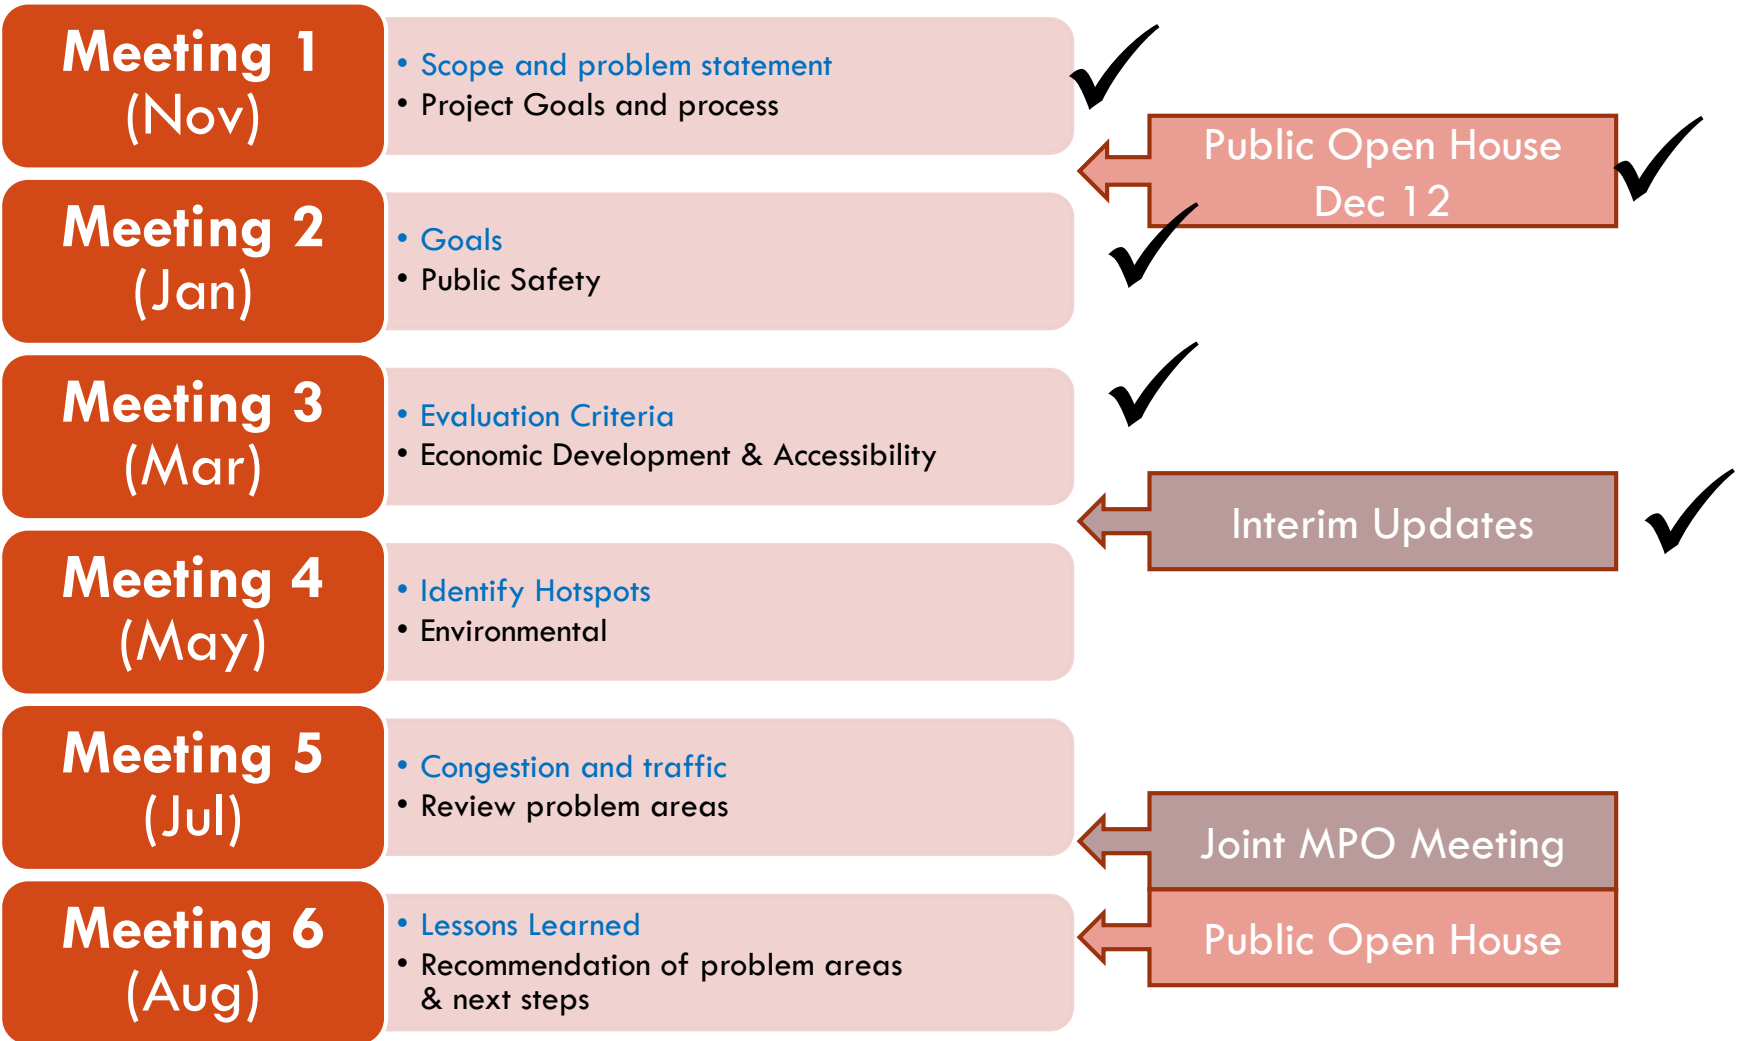 Meeting 1
(Nov)
• Scope and problem statement
• Project Goals and process
Public Open House
Dec 12
Meeting 2
(Jan)
• Goals
• Public Safety
Meeting 3
(Mar)
• Evaluation Criteria
• Economic Development & Accessibility
Interim Updates
Meeting 4
(May)
• Identify Hotspots
• Environmental
Meeting 5
(Jul)
• Congestion and traffic
• Review problem areas
Joint MPO Meeting
Meeting 6
(Aug)
• Lessons Learned
• Recommendation of problem areas
& next steps
Public Open House